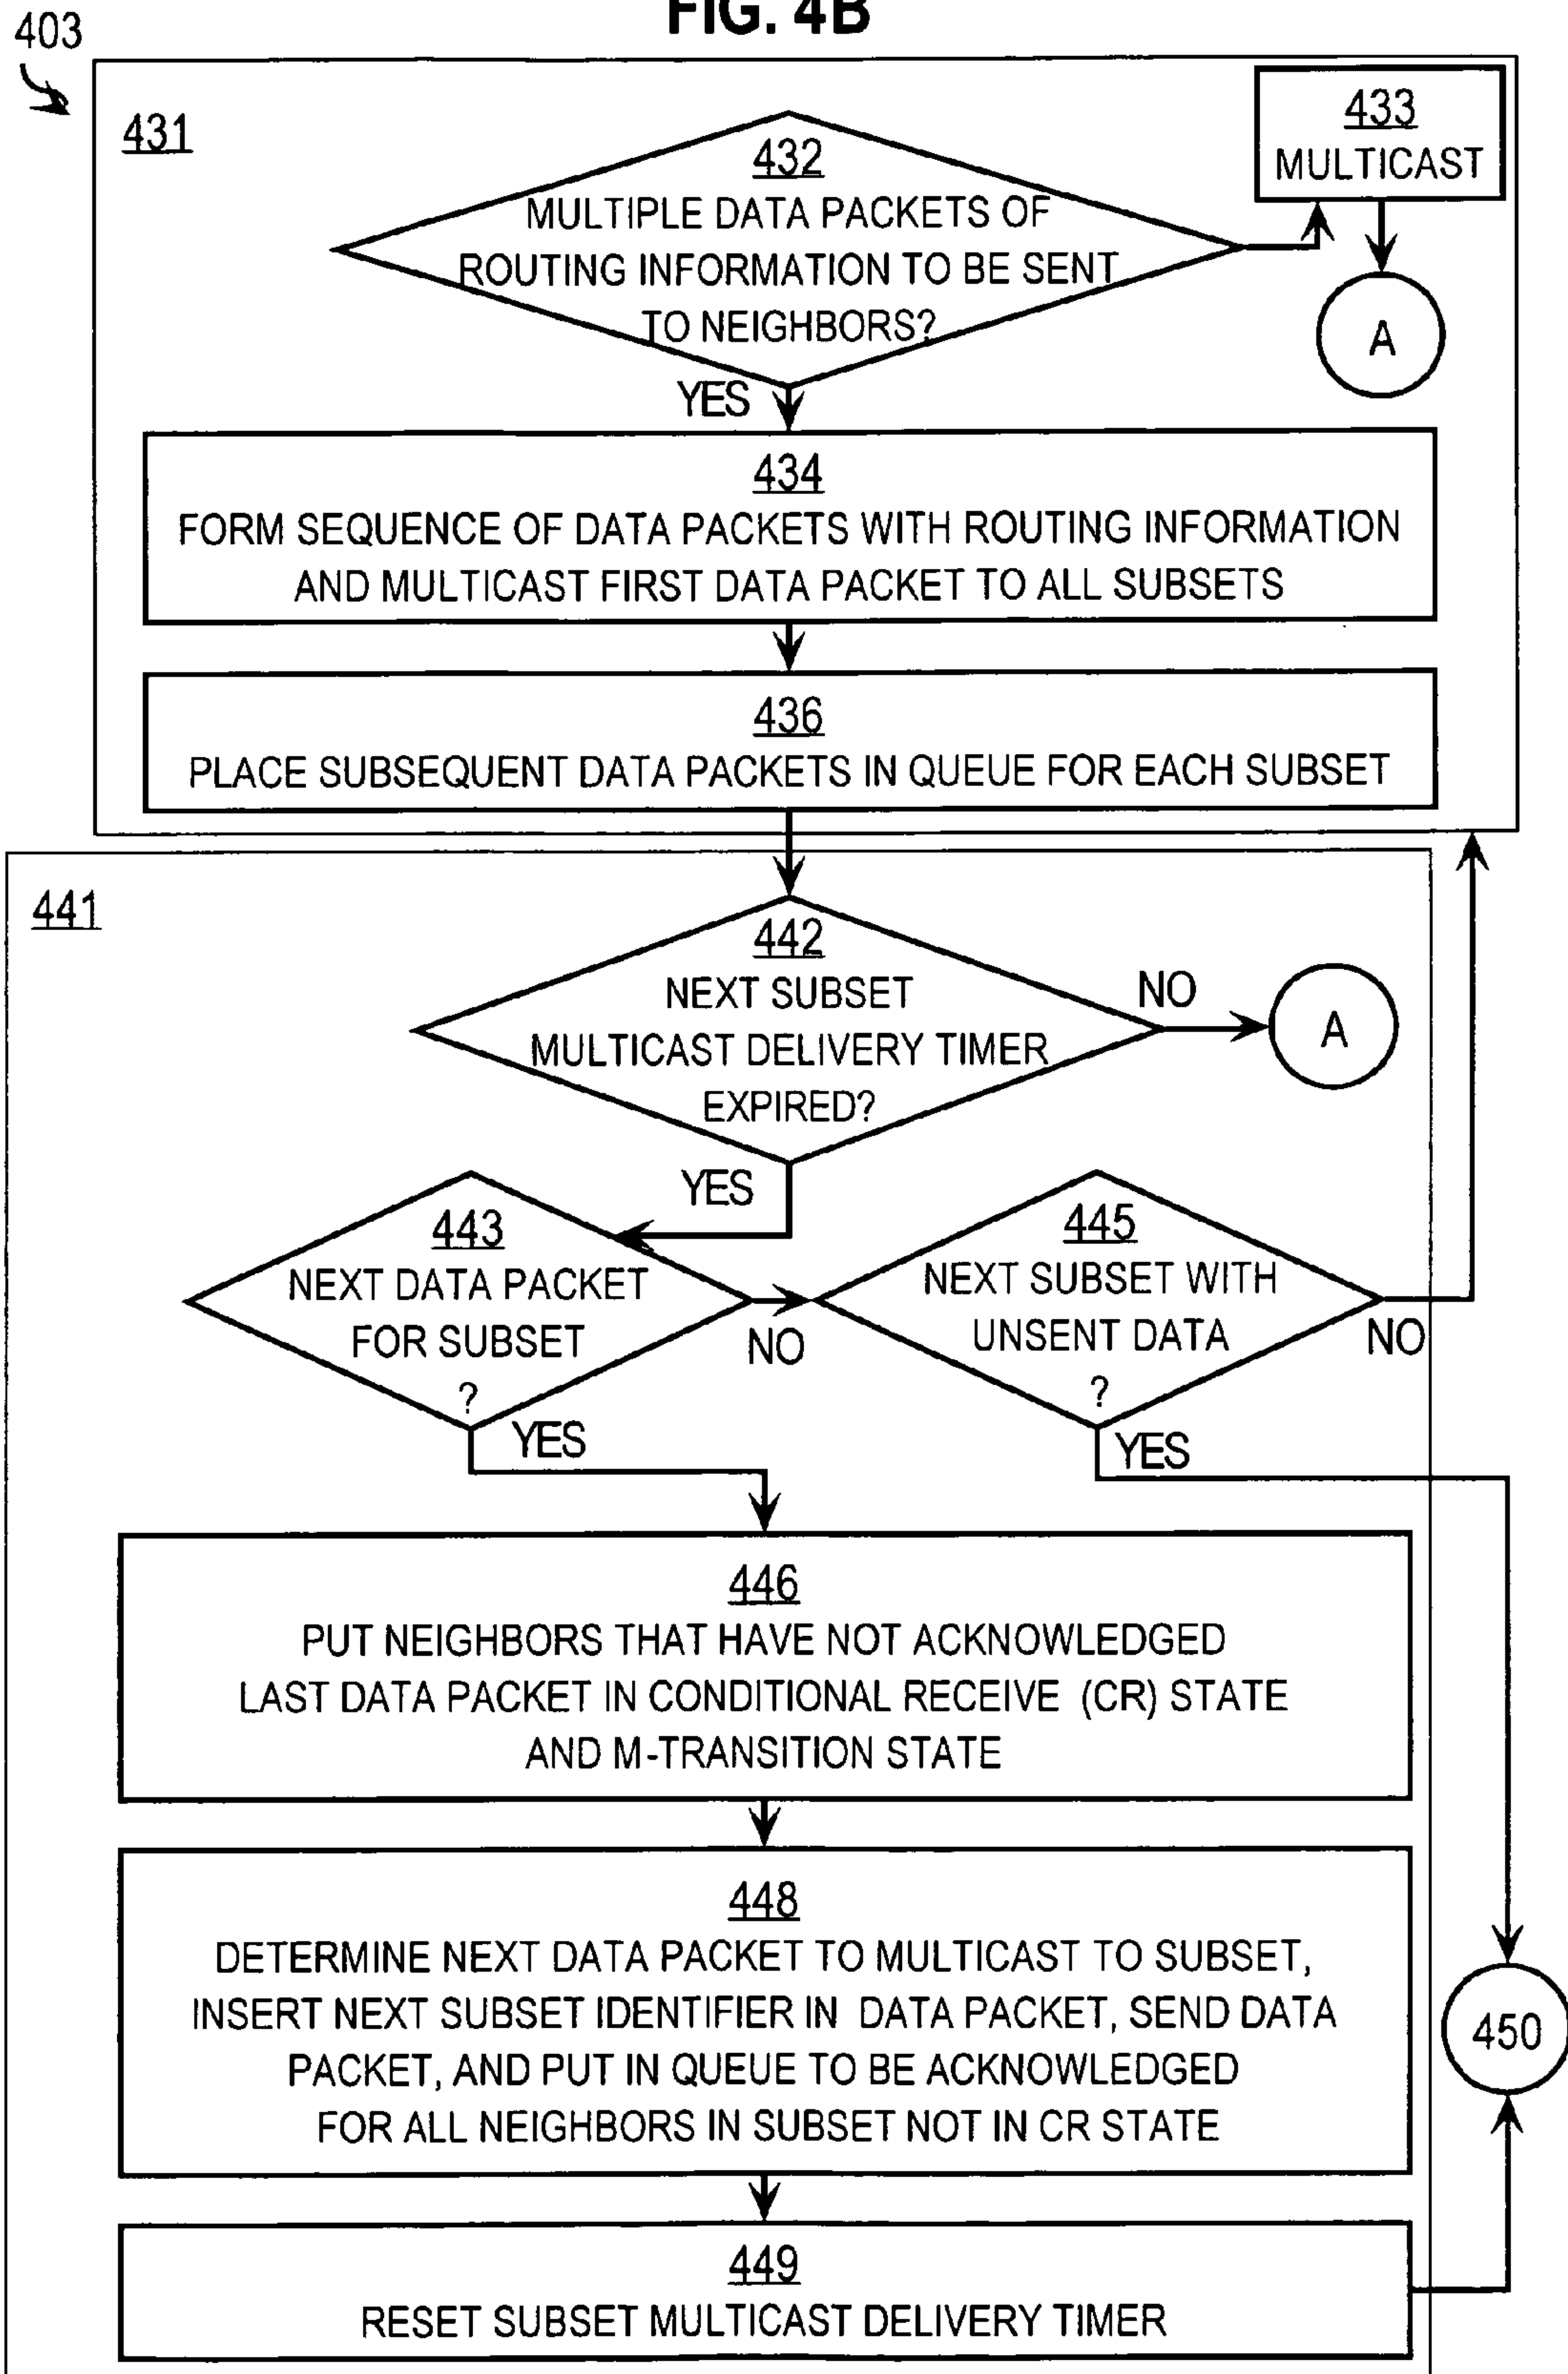 FIG. 4B
403
431
432
MULTIPLE DATA PACKETS OF
ROUTING INFORMATION TO BE SENT
TO NEIGHBORS?
433
MULTICAST
A
YES
434
FORM SEQUENCE OF DATA PACKETS WITH ROUTING INFORMATION
AND MULTICAST FIRST DATA PACKET TO ALL SUBSETS
436
PLACE SUBSEQUENT DATA PACKETS IN QUEUE FOR EACH SUBSET
441
442
NEXT SUBSET
MULTICAST DELIVERY TIMER
EXPIRED?
NO
A
YES
443
NEXT DATA PACKET
FOR SUBSET
?
NO
445
NEXT SUBSET WITH
UNSENT DATA
?
NO
YES
YES
446
PUT NEIGHBORS THAT HAVE NOT ACKNOWLEDGED
LAST DATA PACKET IN CONDITIONAL RECEIVE (CR) STATE
AND M-TRANSITION STATE
448
DETERMINE NEXT DATA PACKET TO MULTICAST TO SUBSET,
INSERT NEXT SUBSET IDENTIFIER IN DATA PACKET, SEND DATA
PACKET, AND PUT IN QUEUE TO BE ACKNOWLEDGED
FOR ALL NEIGHBORS IN SUBSET NOT IN CR STATE
450
449
RESET SUBSET MULTICAST DELIVERY TIMER